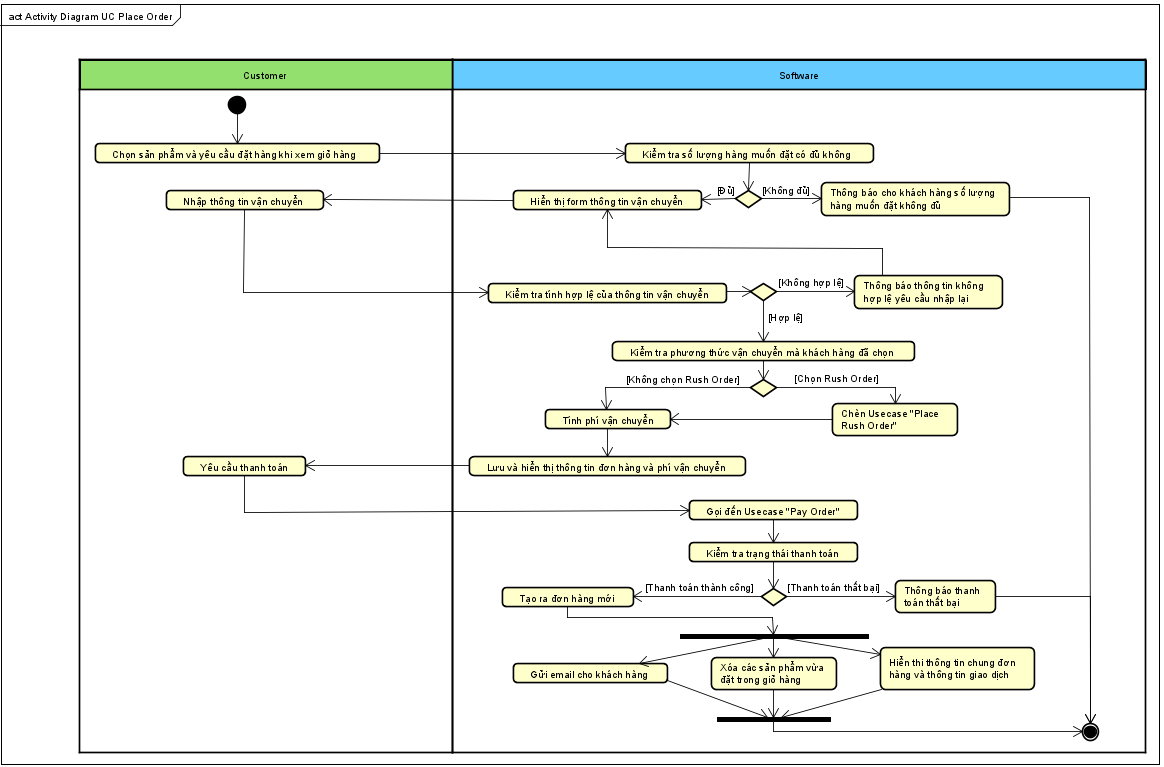 act Activity Diagram UC Place Order
Customer
Software
Chọn sản phẩm và yêu cầu đặt hàng khi xem giỏ hàng
Kiểm tra số lượng hàng muốn đặt có đủ không
[Đủ]
[Không đủ]
Thông báo cho khách hàng số lượng
hàng muốn đặt không đủ
Hiển thị form thông tin vận chuyển
Nhập thông tin vận chuyển
Kiểm tra tính hợp lệ của thông tin vận chuyển
[Không hợp lệ]
Thông báo thông tin không
hợp lệ yêu cầu nhập lại
[Hợp lệ]
Kiểm tra phương thức vận chuyển mà khách hàng đã chọn
[Không chọn Rush Order]
[Chọn Rush Order]
Tính phí vận chuyển
Chèn Usecase "Place
Rush Order"
Yêu cầu thanh toán
Lưu và hiển thị thông tin đơn hàng và phí vận chuyển
Gọi đến Usecase "Pay Order"
Kiểm tra trạng thái thanh toán
[Thanh toán thành công]
[Thanh toán thất bại]
Thông báo thanh
toán thất bại
Tạo ra đơn hàng mới
Gửi email cho khách hàng
Xóa các sản phẩm vừa
đặt trong giỏ hàng
Hiển thi thông tin chung đơn
hàng và thông tin giao dịch